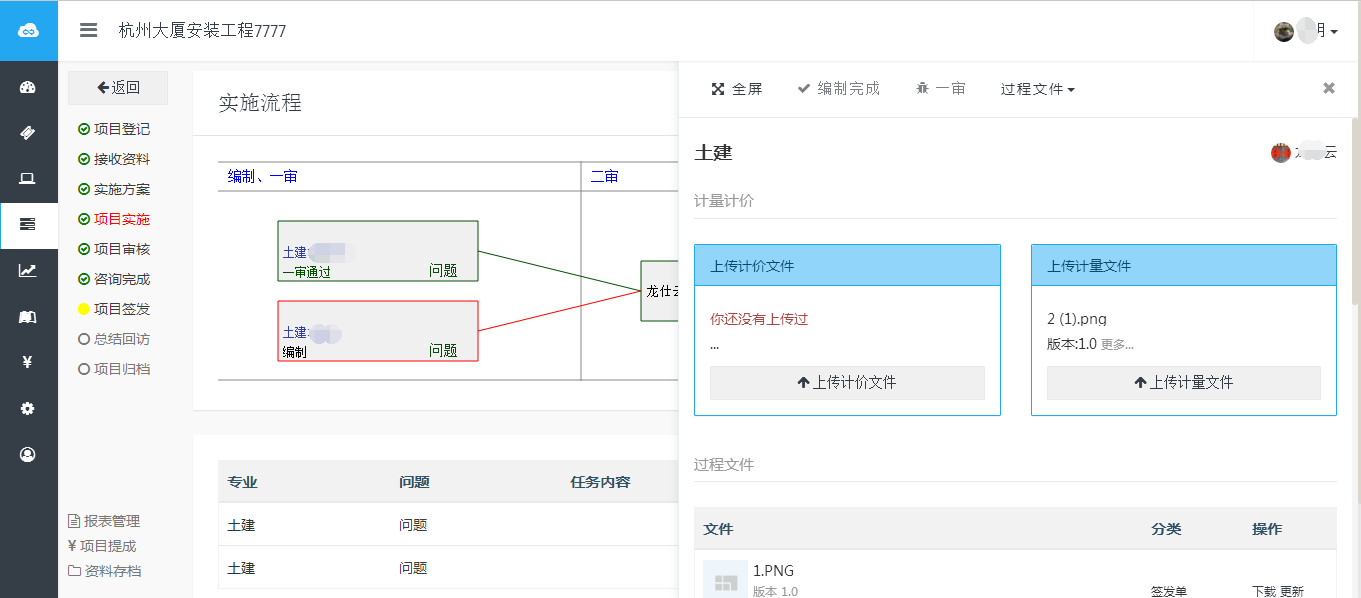 杭州大厦安装工程7777
月
返回
项目登记
接收资料
实施方案
项目实施
项目审核
咨询完成
项目签发
总结回访
项目归档
报表管理
¥ 项目提成
资料存档
实施流程
编制、一审
二审
土建:
一审通过
问题
土建:
编制
问题
龙仕云
专业
问题
任务内容
土建
问题
土建
问题
全屏
编制完成
一审
过程文件
土建
云
计量计价
上传计价文件
你还没有上传过
...
上传计价文件
上传计量文件
2 (1).png
版本:1.0 更多...
上传计量文件
过程文件
文件
分类
操作
1.PNG
版本 1.0
签发单
下载 更新